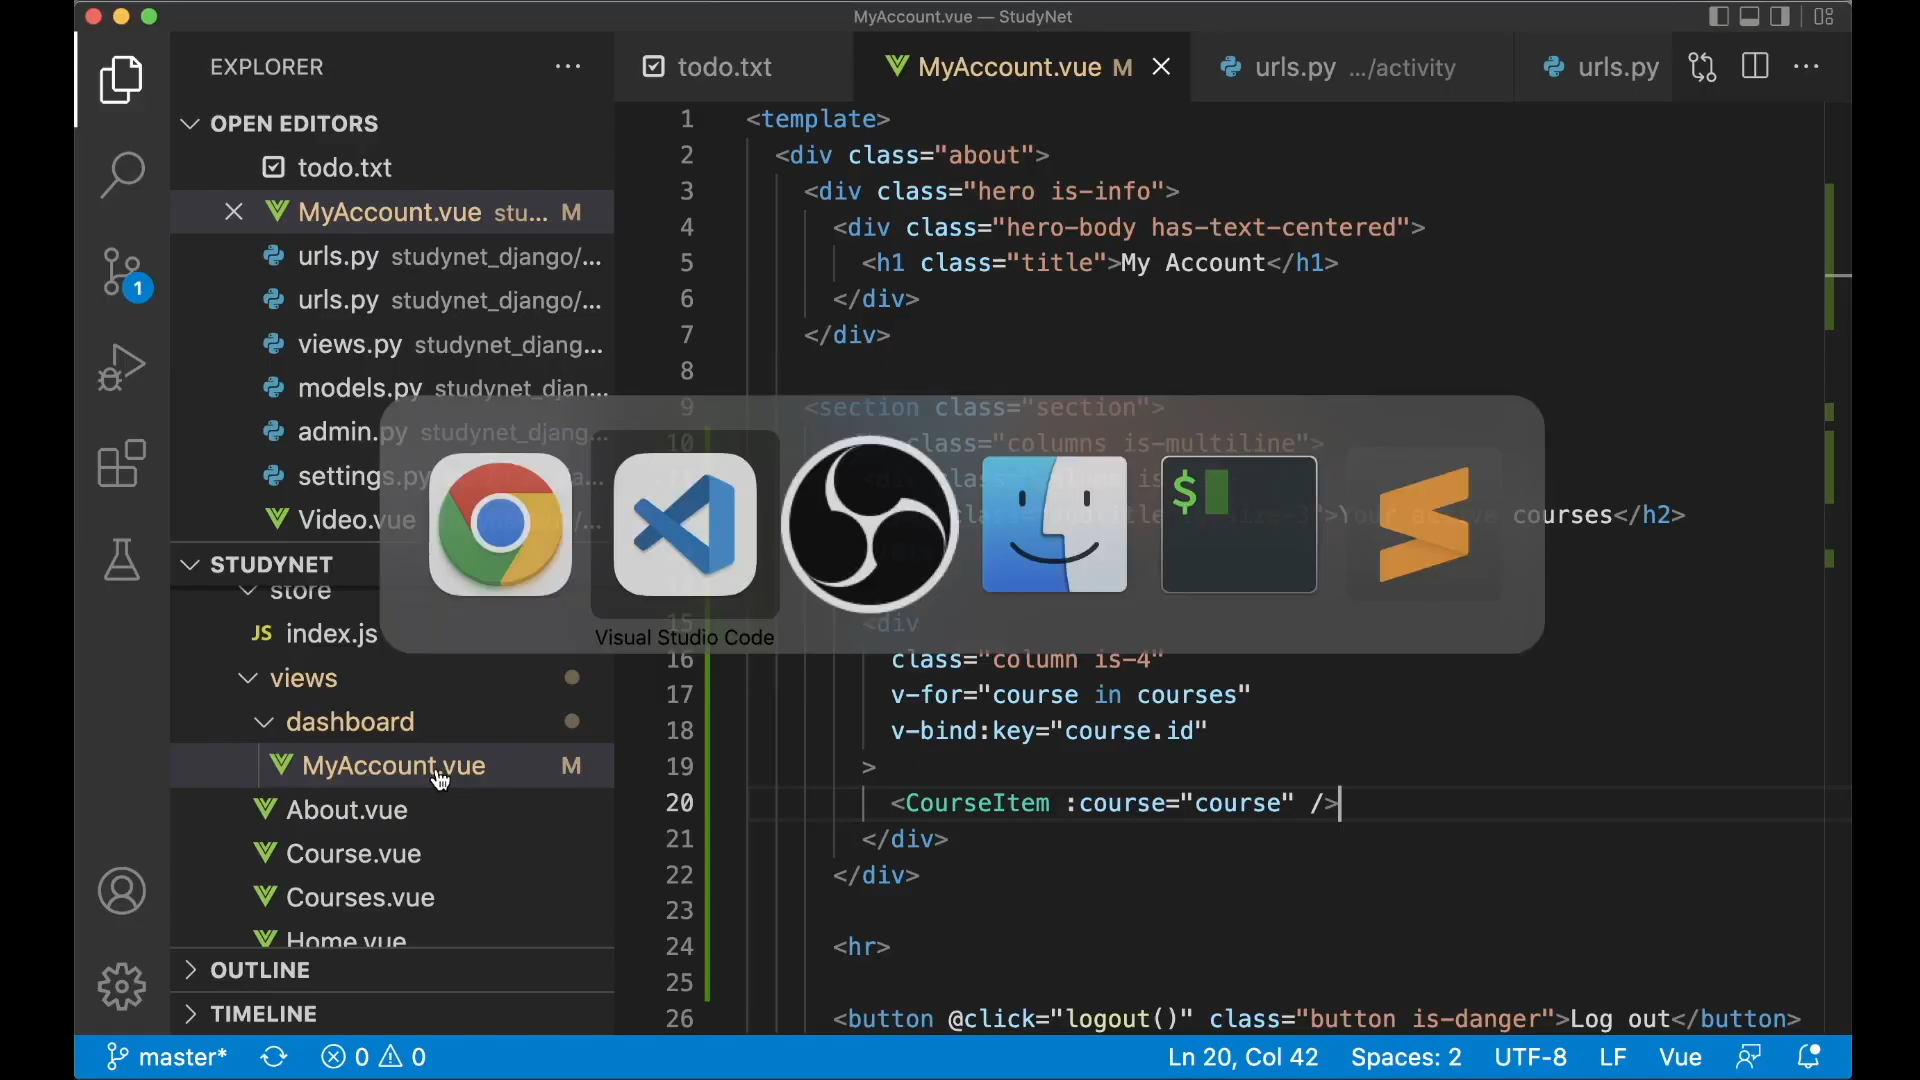 MyAccount.vue — StudyNet
EXPLORER
OPEN EDITORS
todo.txt
MyAccount.vue stu... M
urls.py studynet_django/...
urls.py studynet_django/...
views.py studynet_djang...
models.py studynet_djan...
admin.py studynet_djang...
settings.py
Video.vue
STUDYNET
store
JS index.js
views
dashboard
MyAccount.vue M
About.vue
Course.vue
Courses.vue
Home.vue
OUTLINE
TIMELINE
1
todo.txt
MyAccount.vue M
urls.py .../activity
urls.py
1 <template>
2 <div class="about">
3 <div class="hero is-info">
4 <div class="hero-body has-text-centered">
5 <h1 class="title">My Account</h1>
6 </div>
7 </div>
8
9 <section class="section">
10 class="columns is-multiline">
courses</h2>
$
Visual Studio Code
15 <div
16 class="column is-4"
17 v-for="course in courses"
18 v-bind:key="course.id"
19 >
20 <CourseItem :course="course" />
21 </div>
22 </div>
23
24 <hr>
25
26 <button @click="logout()" class="button is-danger">Log out</button>
master*
0 0
Ln 20, Col 42
Spaces: 2
UTF-8
LF
Vue